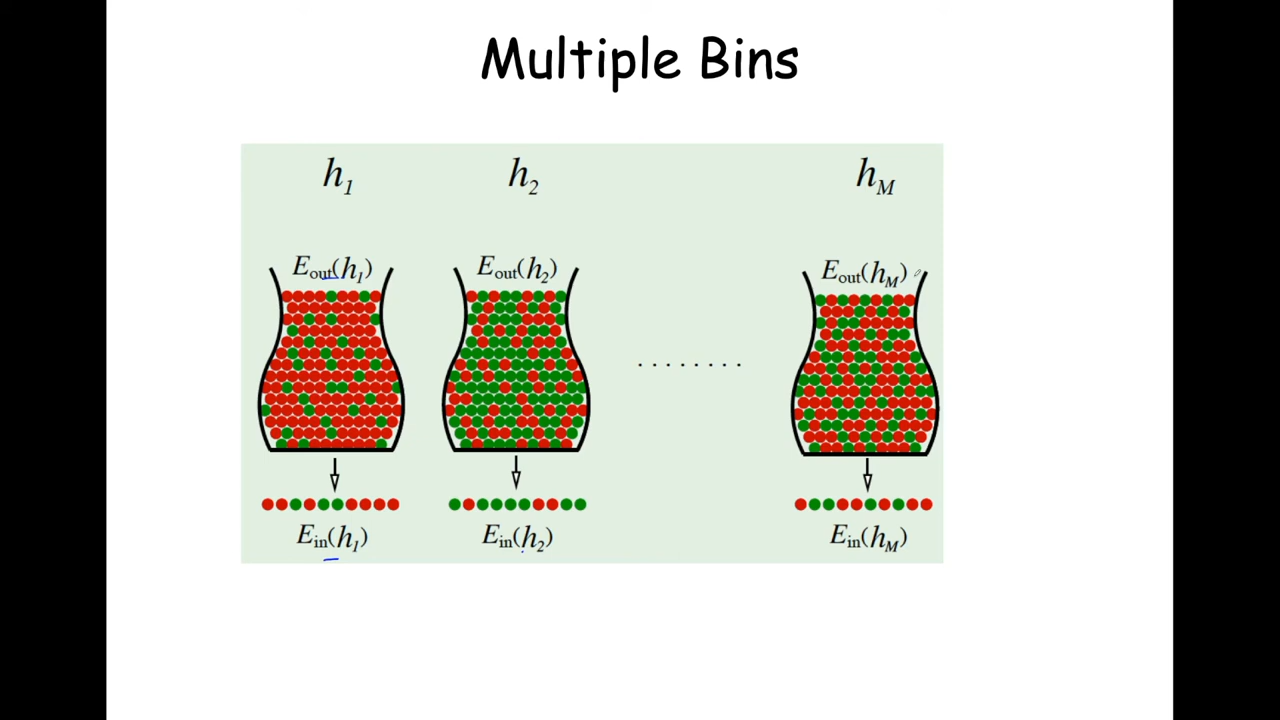 Multiple Bins
h1 h2 hM
Eout(h1) Eout(h2) Eout(hM)
. . . . . . . .
Ein(h1) Ein(h2) Ein(hM)